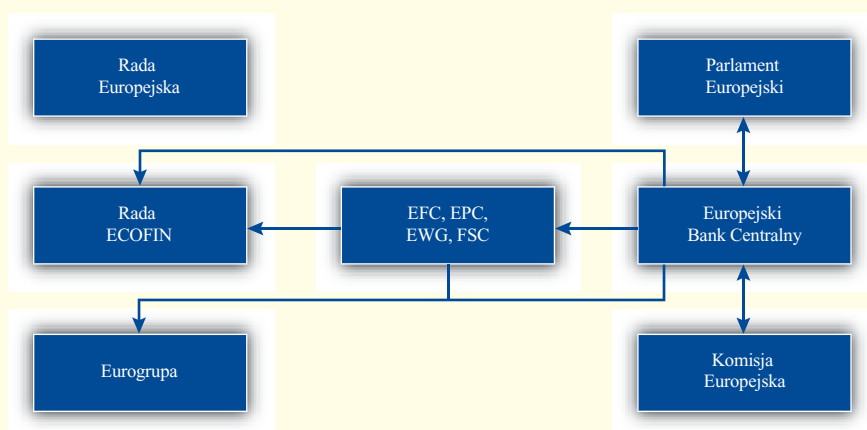 Rada
Europejska
Parlament
Europejski
Rada
ECOFIN
EFC, EPC,
EWG, FSC
Europejski
Bank Centralny
Eurogrupa
Komisja
Europejska